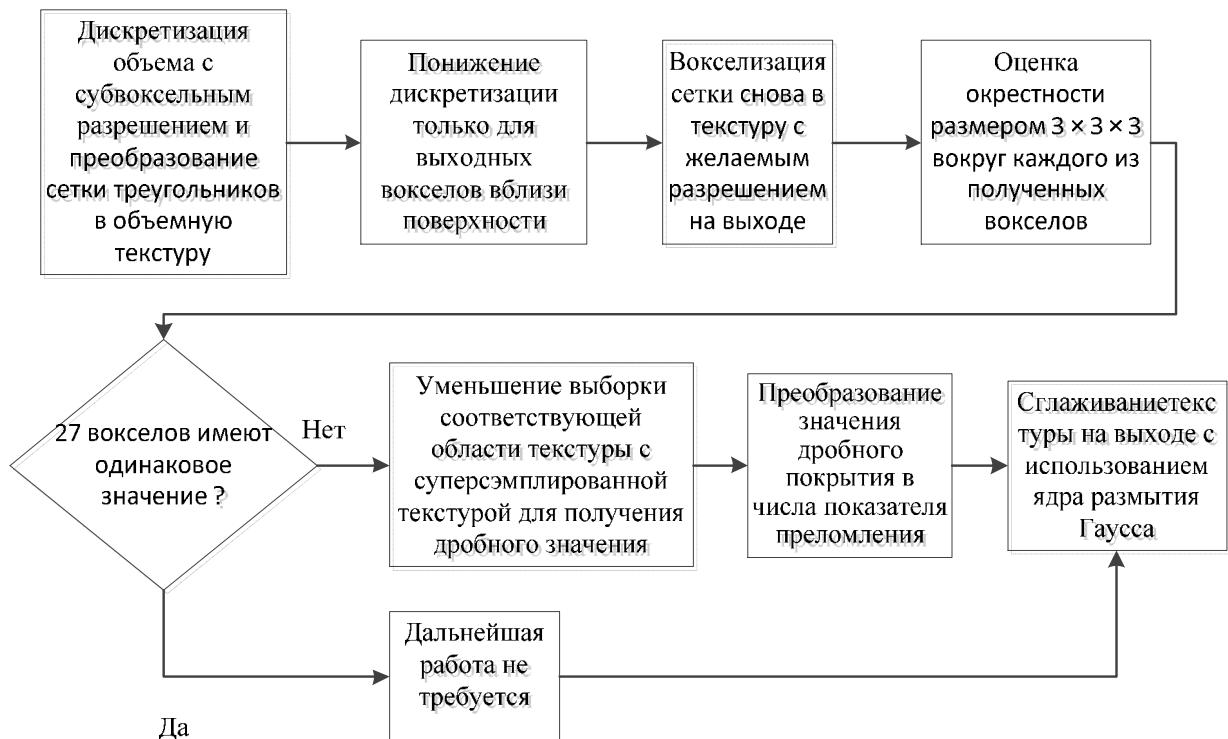 Дискретизация
объема с
субвоксельным
разрешением и
преобразование
сетки треугольников
в объемную
текстуру
Понижение
дискретизации
только для
выходных
вокселов вблизи
поверхности
Вокселизация
сетки снова в
текстуру с
желаемым
разрешением
на выходе
Оценка
окрестности
размером 3 × 3 × 3
вокруг каждого из
полученных
вокселов
27 вокселов имеют
одинаковое
значение ?
Нет
Уменьшение выборки
соответствующей
области текстуры с
суперсэмплированной
текстурой для получения
дробного значения
Преобразование
значения
дробного
покрытия в
числа показателя
преломления
Сглаживаниетекс
туры на выходе с
использованием
ядра размытия
Гаусса
Дальнейшая
работа не
требуется
Да